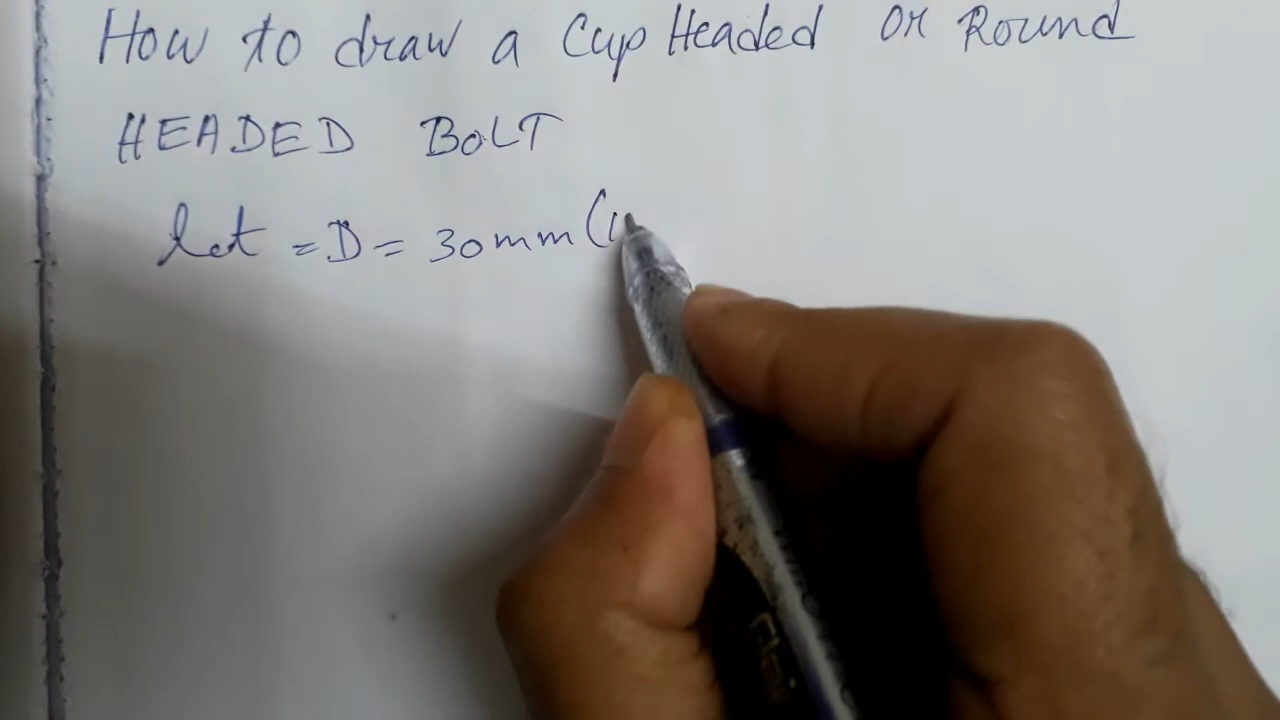 How to draw a Cup Headed OR Round
HEADED BOLT
let = D = 30mm (